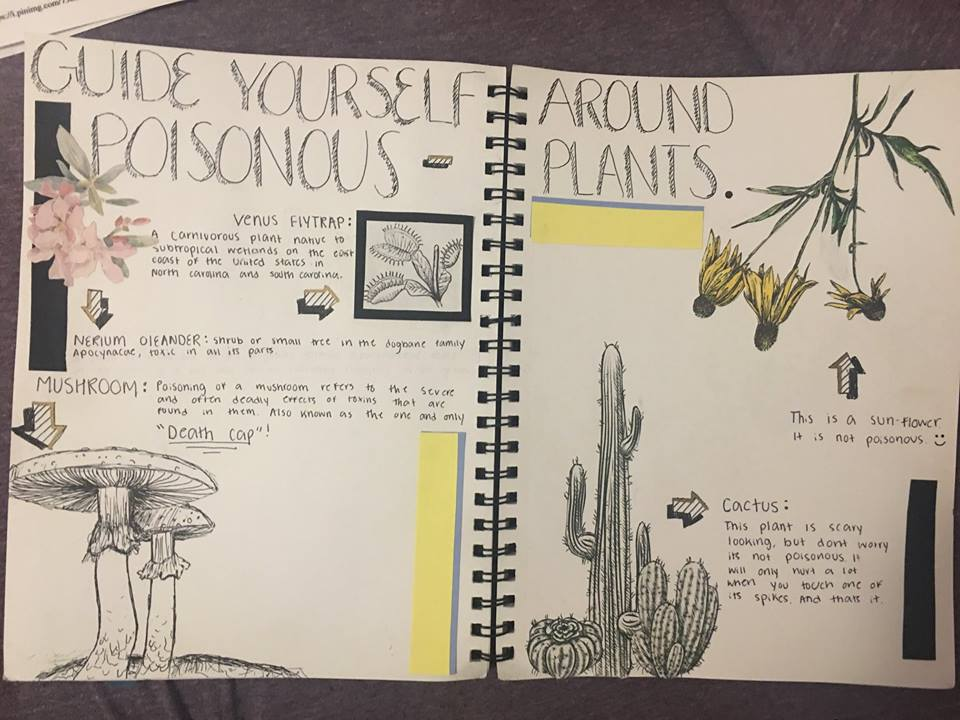 GUIDE YOURSELF AROUND
POISONOUS - PLANTS.
VENUS FlYTRAP:
A carnivorous plant native to
subtropical wetlands on the east
coast of the United States in
North carolina and south carolina.
NERIUM OlEANDER: shrub or small tree in the dogbane family
Apocynacae, toxic in all its parts.
MUSHROOM: Poisoning of a mushroom refers to the severe
and often deadly effects of toxins that are
found in them. Also known as the one and only
"Death cap"!
This is a sun-flower.
It is not poisonous.
Cactus:
This plant is scary
looking, but dont worry
its not poisonous. It
will only hurt a lot
when you touch one of
its spikes. And thats it.